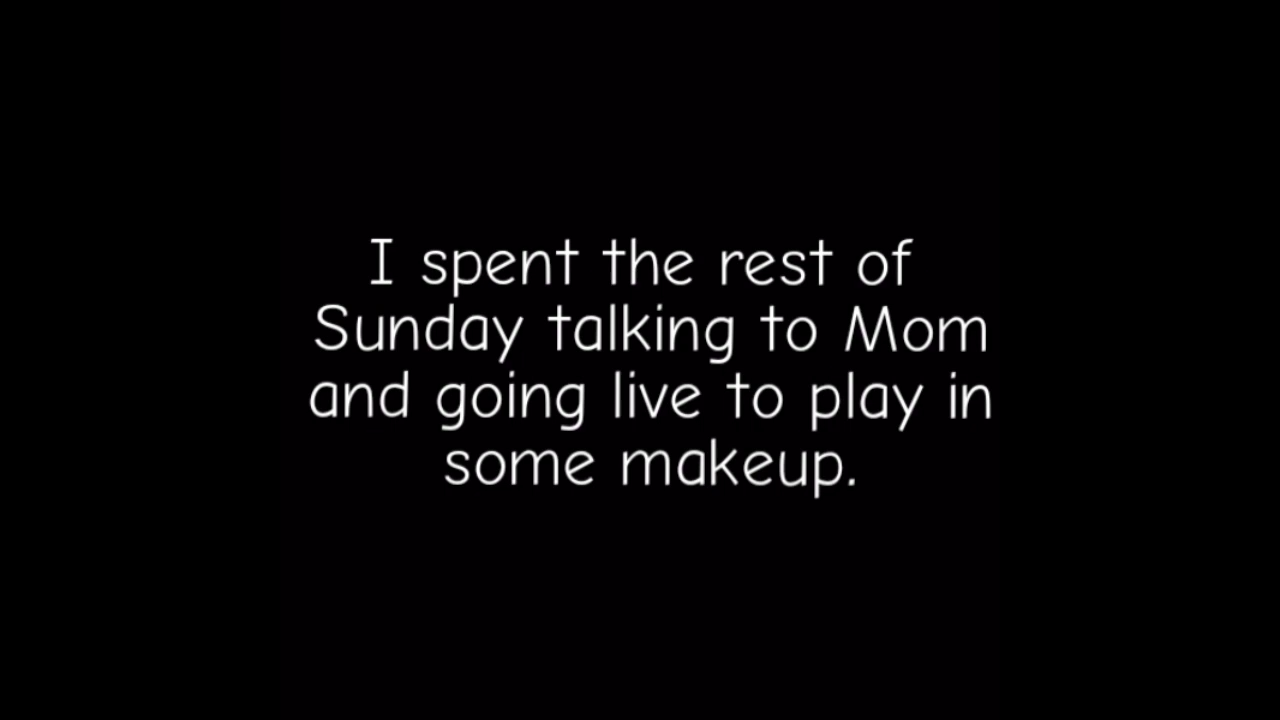 I spent the rest of
Sunday talking to Mom
and going live to play in
some makeup.